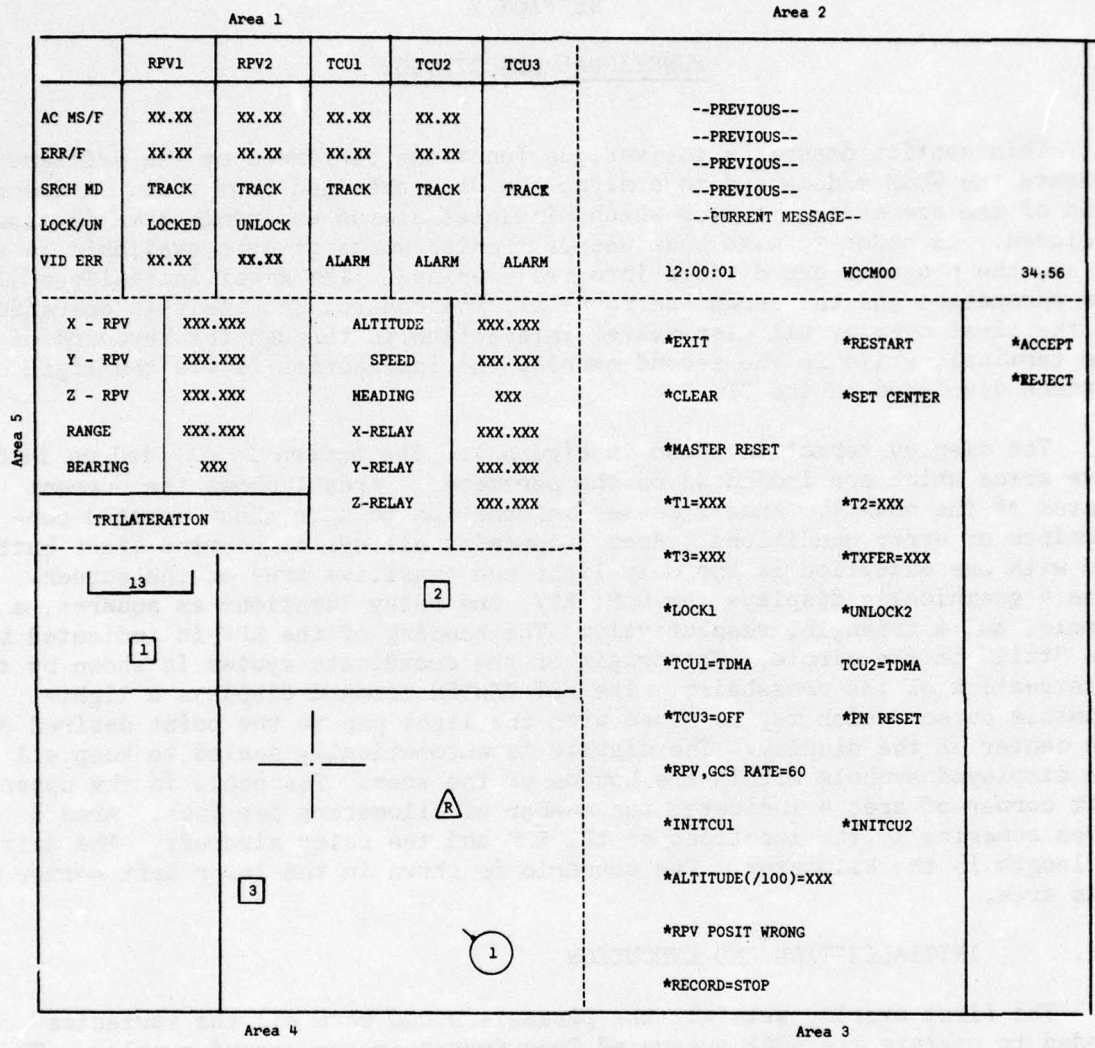 Area 1
Area 2
RPV1 RPV2 TCU1 TCU2 TCU3
AC MS/F XX.XX XX.XX XX.XX XX.XX
ERR/F XX.XX XX.XX XX.XX XX.XX
SRCH MD TRACK TRACK TRACK TRACK TRACK
LOCK/UN LOCKED UNLOCK
VID ERR XX.XX XX.XX ALARM ALARM ALARM
--PREVIOUS--
--PREVIOUS--
--PREVIOUS--
--PREVIOUS--
--CURRENT MESSAGE--
12:00:01 WCCM00 34:56
X - RPV XXX.XXX ALTITUDE XXX.XXX
Y - RPV XXX.XXX SPEED XXX.XXX
Z - RPV XXX.XXX HEADING XXX
RANGE XXX.XXX X-RELAY XXX.XXX
BEARING XXX Y-RELAY XXX.XXX
Z-RELAY XXX.XXX
TRILATERATION
Area 5
13
1
2
R
3
1
*EXIT *RESTART *ACCEPT
*REJECT
*CLEAR *SET CENTER
*MASTER RESET
*T1=XXX *T2=XXX
*T3=XXX *TXFER=XXX
*LOCK1 *UNLOCK2
*TCU1=TDMA TCU2=TDMA
*TCU3=OFF *PN RESET
*RPV,GCS RATE=60
*INITCU2
*ALTITUDE(/100)=XXX
*RPV POSIT WRONG
*RECORD=STOP
Area 4
Area 3